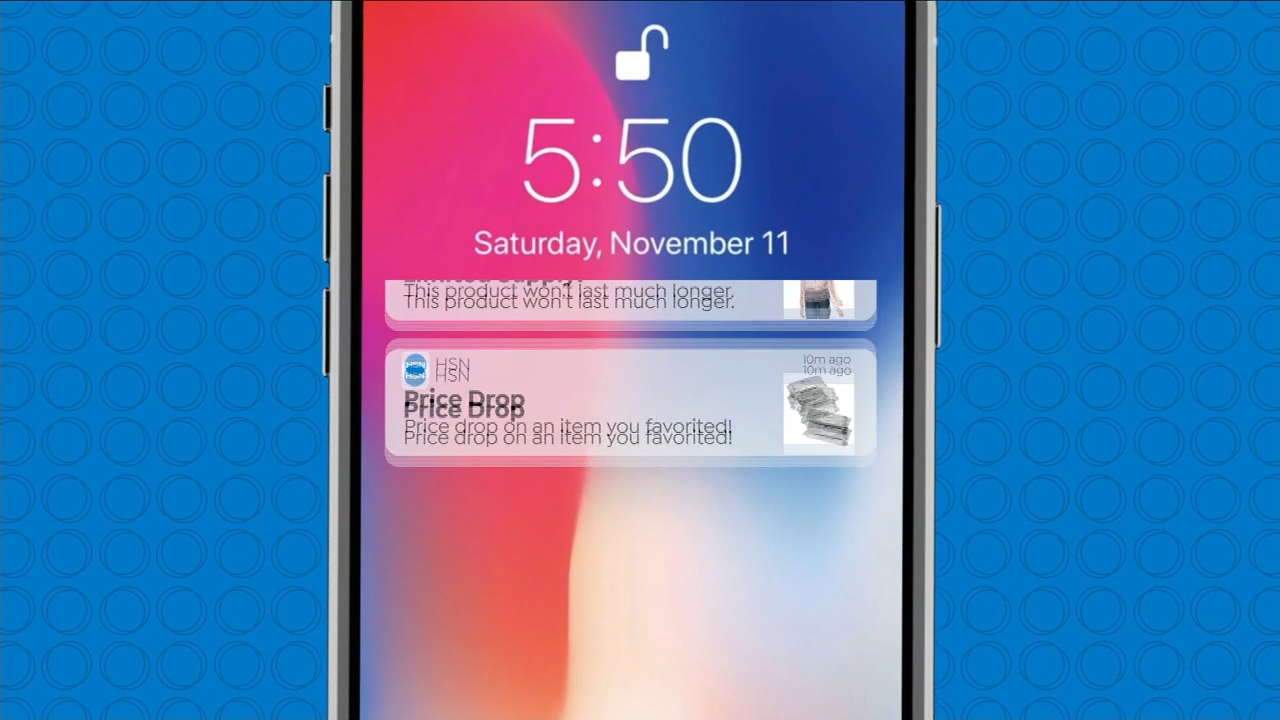 5:50
Saturday, November 11
This product won't last much longer.
HSN
HSN
10m ago
Price Drop
Price drop on an item you favorited!